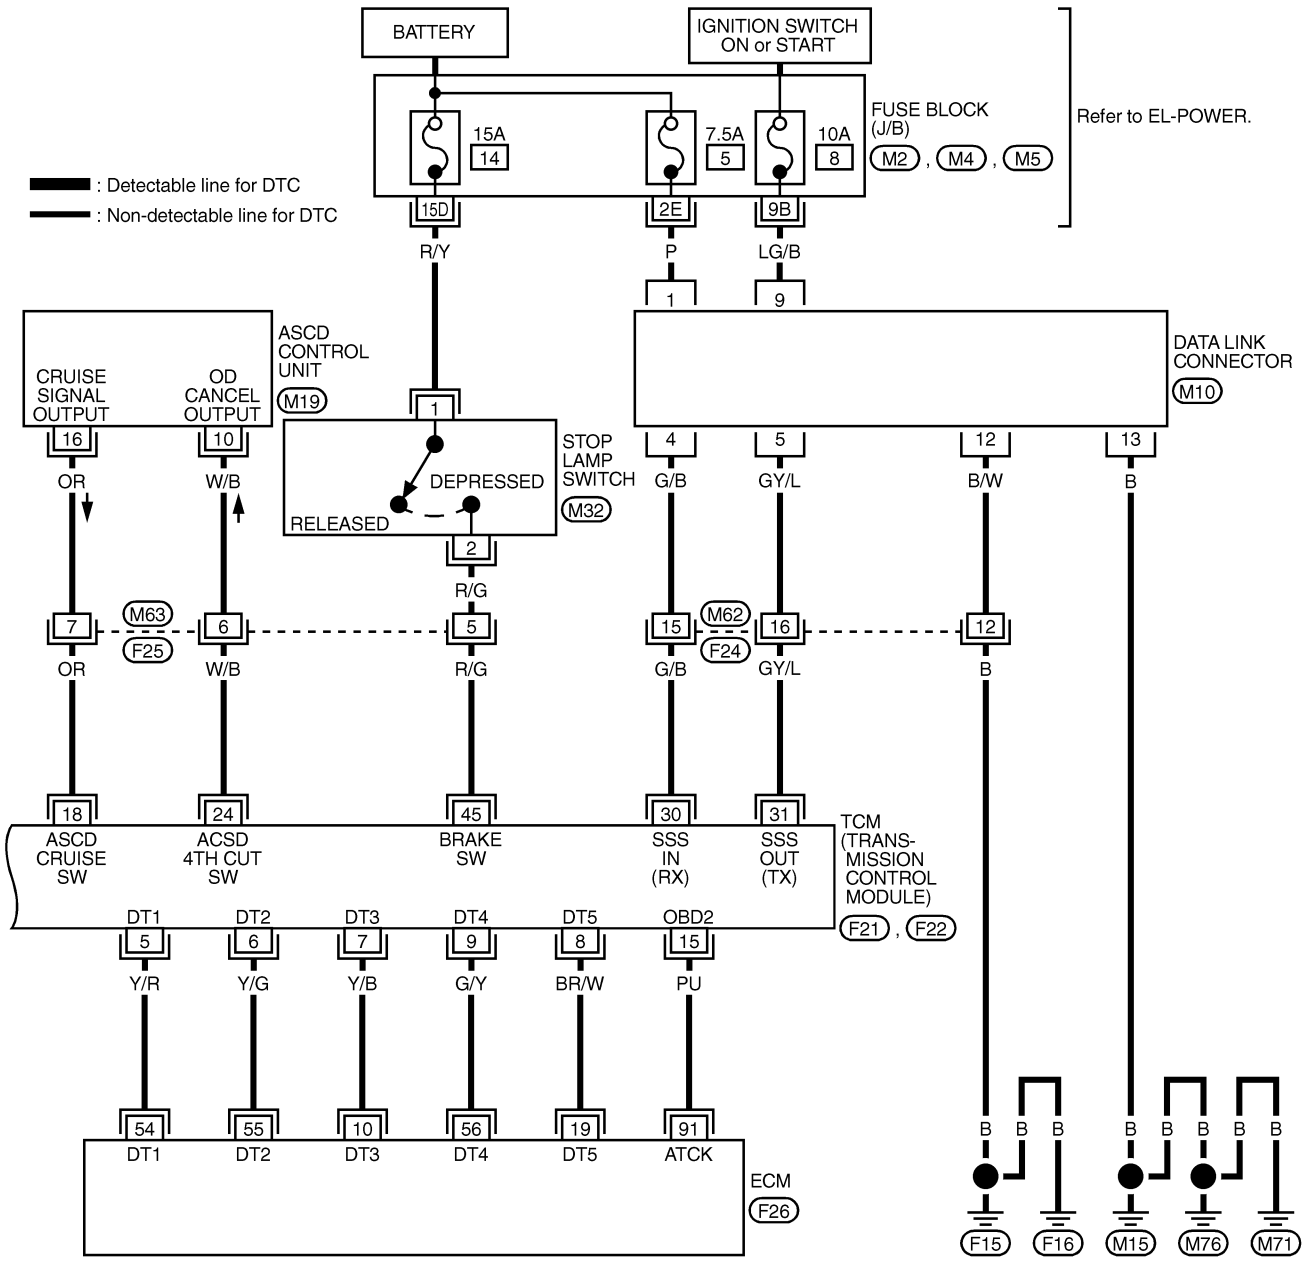 BATTERY
IGNITION SWITCH
ON or START
FUSE BLOCK
(J/B)
M2 , M4 , M5
Refer to EL-POWER.
15A
14
7.5A
5
10A
8
: Detectable line for DTC
: Non-detectable line for DTC
15D
2E
9B
R/Y
P
LG/B
1
9
ASCD
CONTROL
UNIT
M19
CRUISE
SIGNAL
OUTPUT
OD
CANCEL
OUTPUT
DATA LINK
CONNECTOR
M10
16
10
1
STOP
LAMP
SWITCH
M32
DEPRESSED
RELEASED
2
4
5
12
13
OR
W/B
G/B
GY/L
B/W
B
R/G
7
M63
F25
6
5
15
M62
F24
16
12
OR
W/B
R/G
G/B
GY/L
B
18
24
45
30
31
ASCD
CRUISE
SW
ACSD
4TH CUT
SW
BRAKE
SW
SSS
IN
(RX)
SSS
OUT
(TX)
TCM
(TRANS-
MISSION
CONTROL
MODULE)
F21 , F22
DT1
DT2
DT3
DT4
DT5
OBD2
5
6
7
9
8
15
Y/R
Y/G
Y/B
G/Y
BR/W
PU
54
55
10
56
19
91
DT1
DT2
DT3
DT4
DT5
ATCK
ECM
F26
B
B
B
B
B
B
B
B
F15
F16
M15
M76
M71